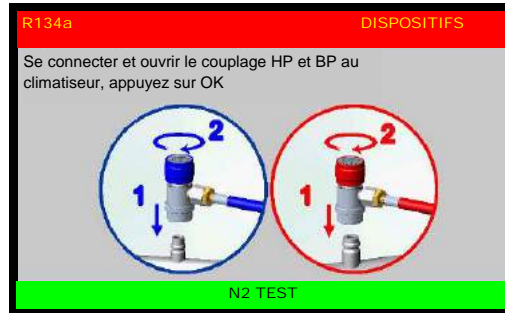 R134a DISPOSITIFS
Se connecter et ouvrir le couplage HP et BP au
climatiseur, appuyez sur OK
2 2
1 1
N2 TEST